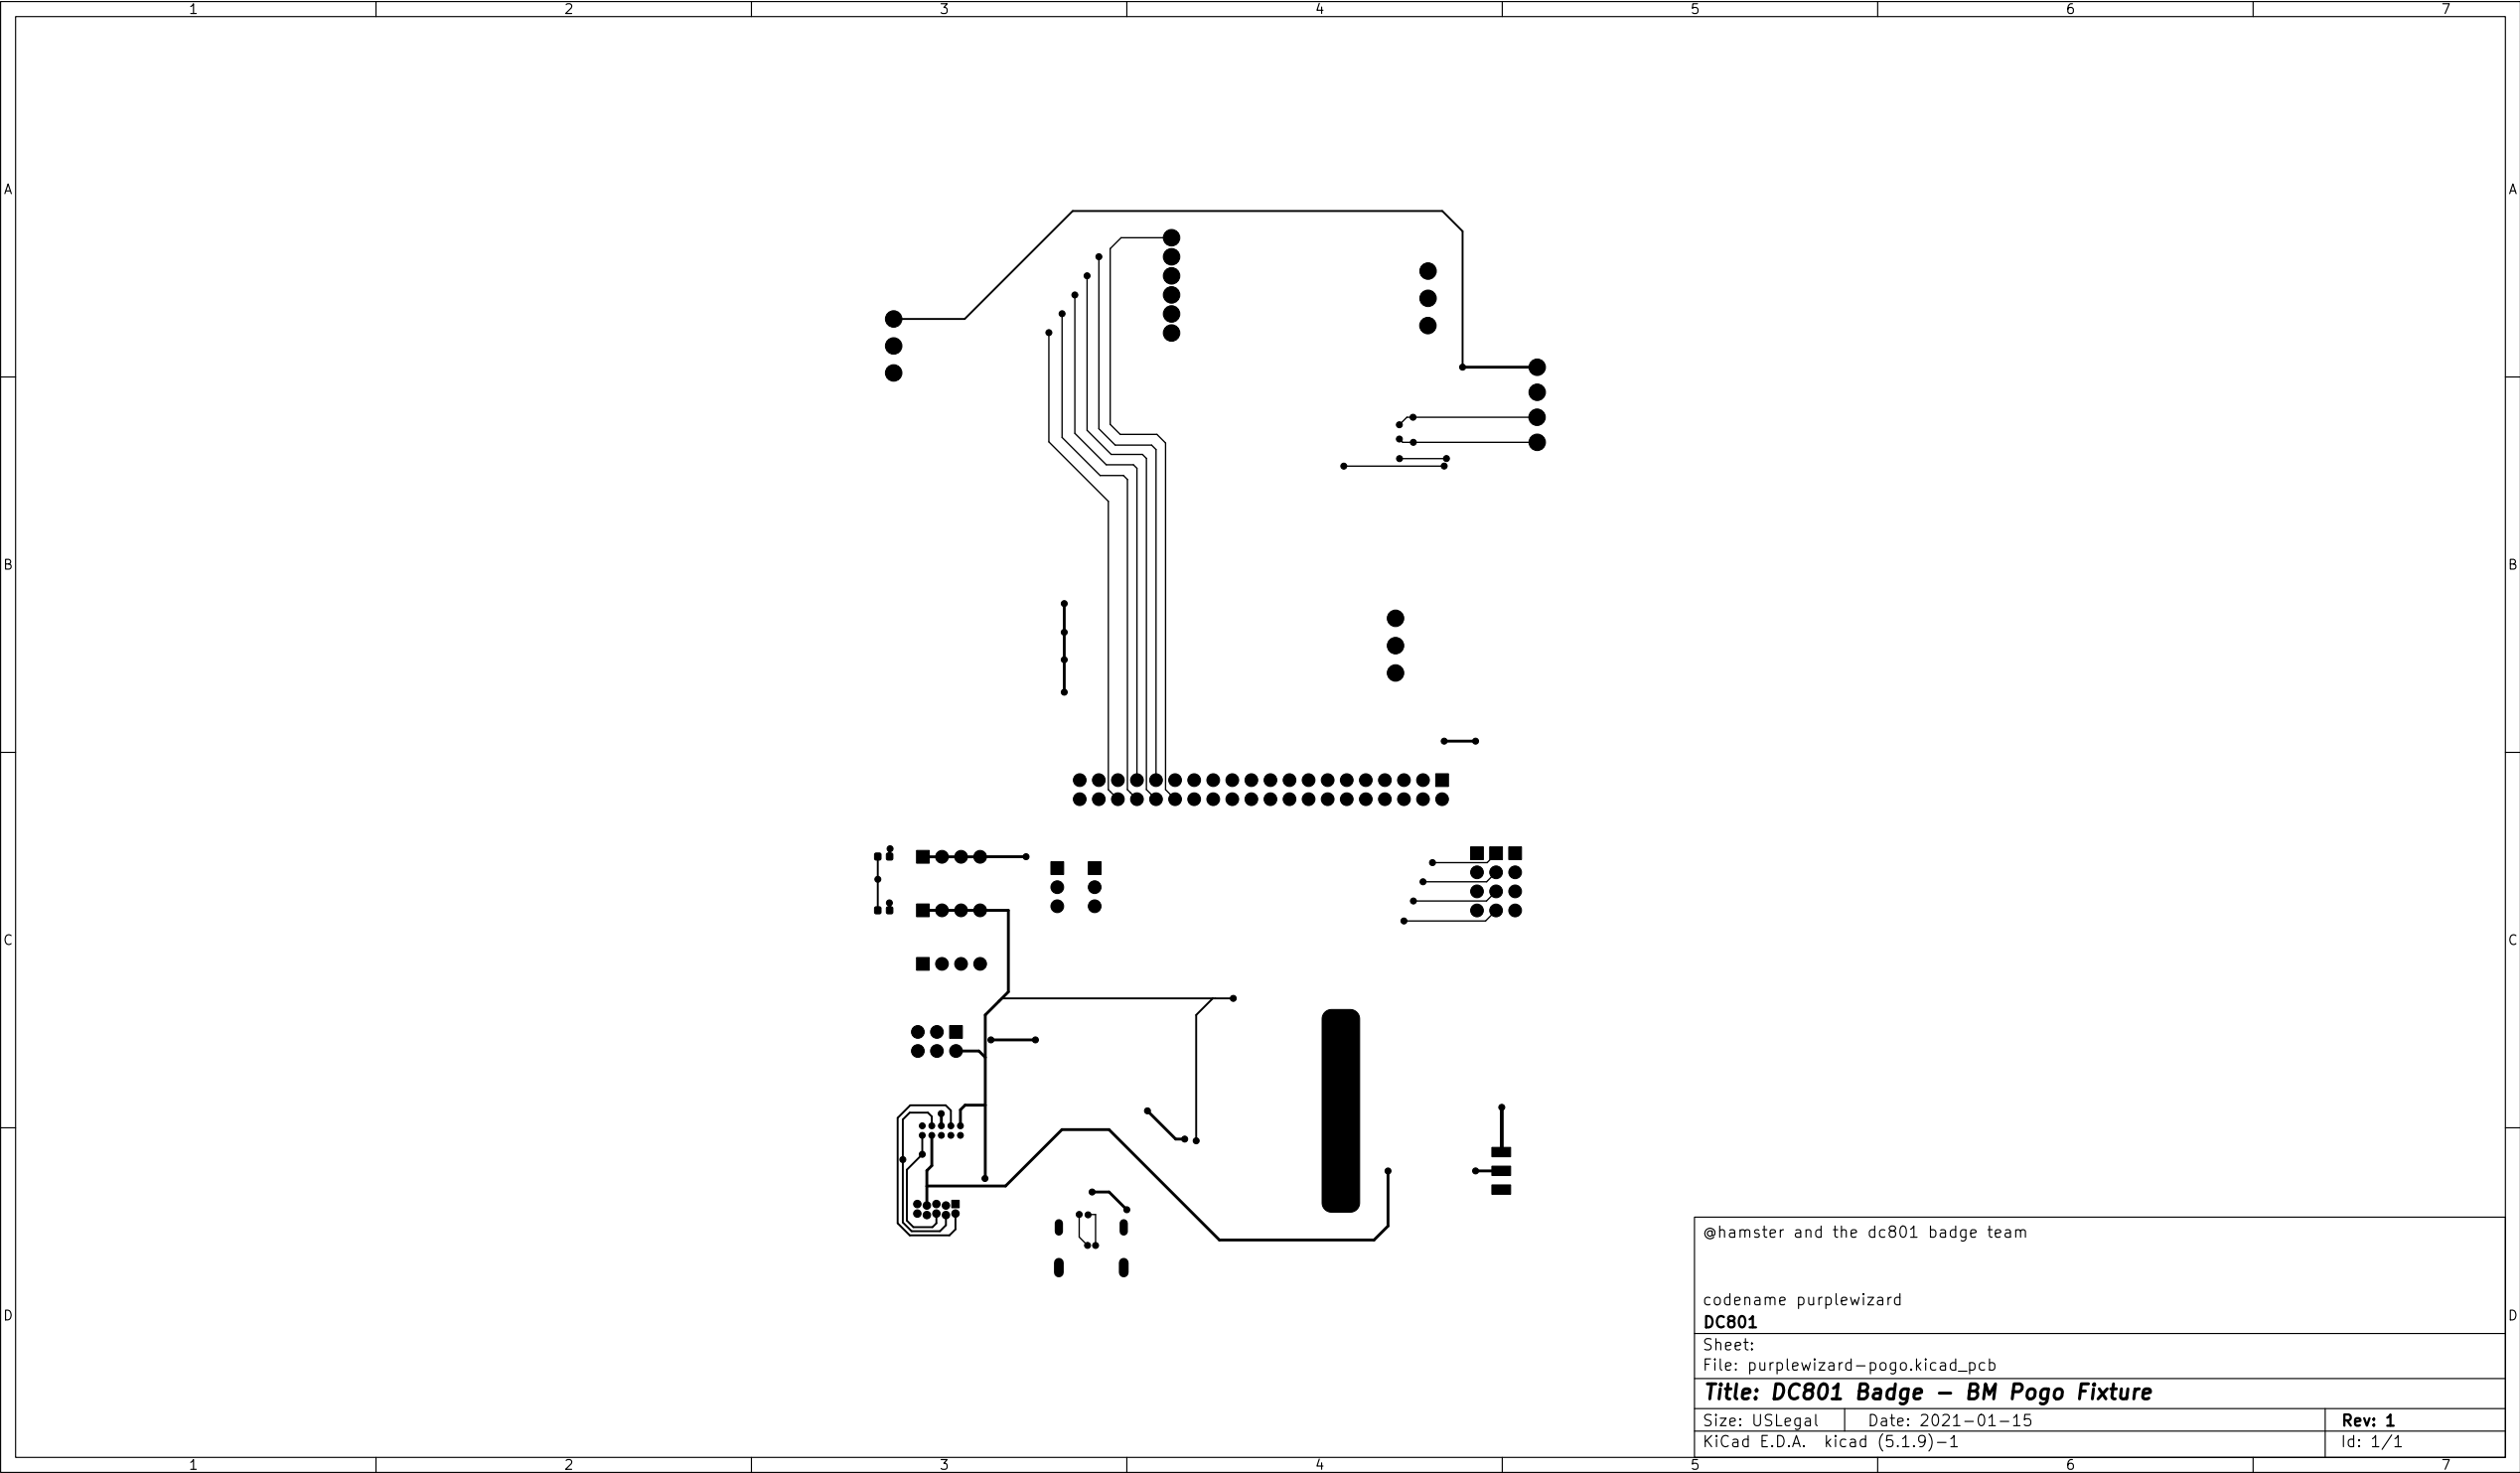 1 2 3 4 5 6 7
A A
B B
C C
D D
@hamster and the dc801 badge team
codename purplewizard
DC801
Sheet:
File: purplewizard-pogo.kicad_pcb
Title: DC801 Badge - BM Pogo Fixture
Size: USLegal Date: 2021-01-15 Rev: 1
KiCad E.D.A. kicad (5.1.9)-1 Id: 1/1
1 2 3 4 5 6 7